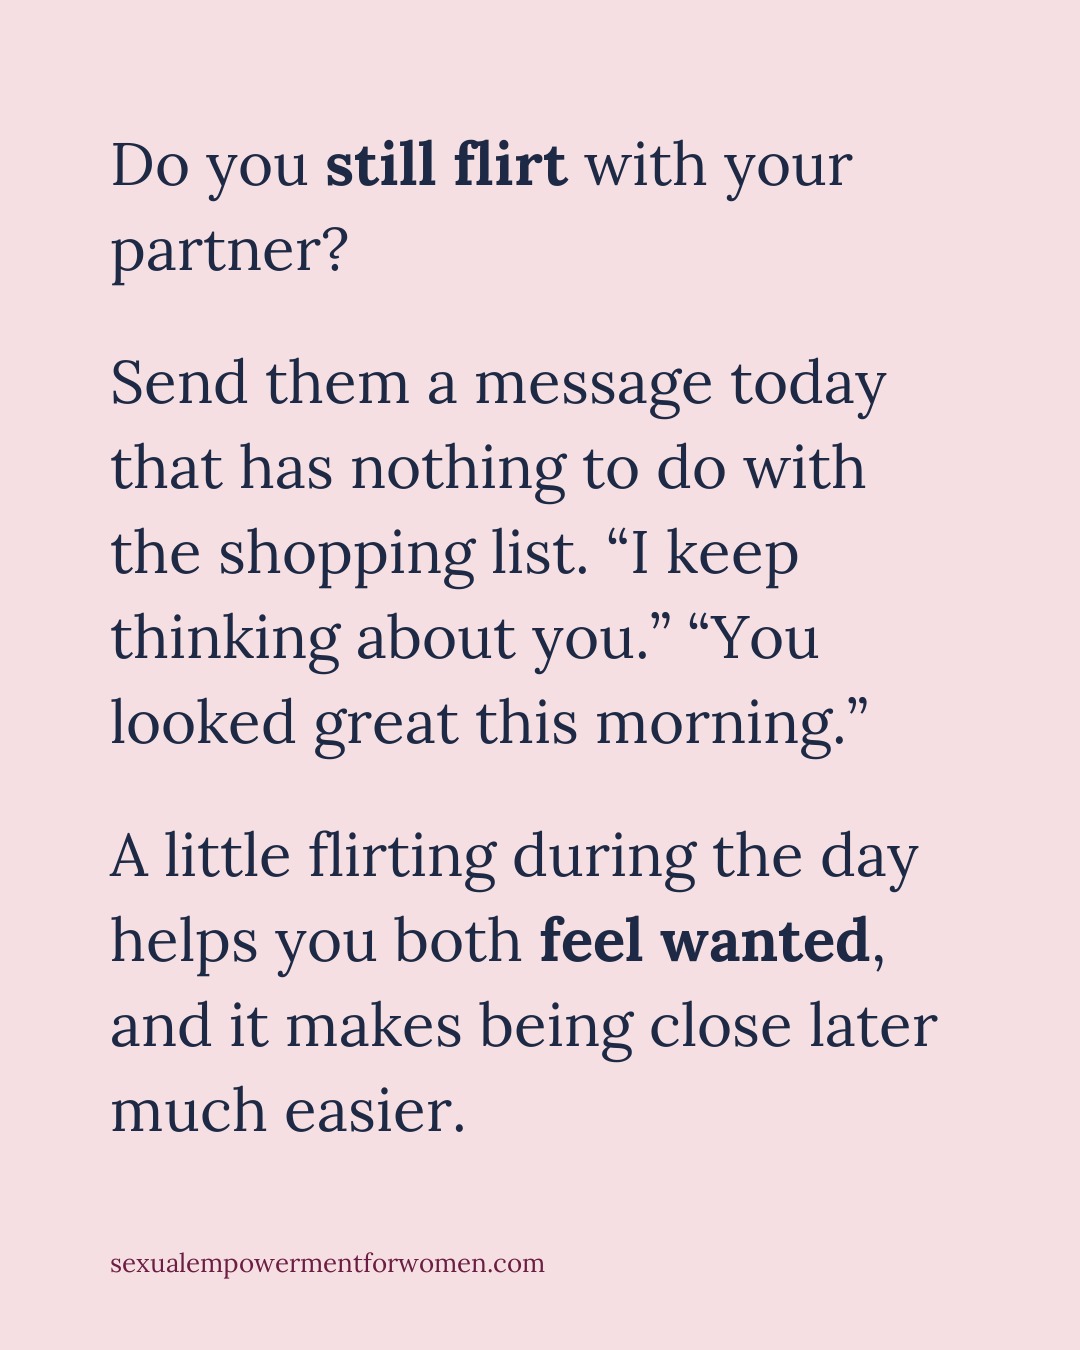 Do you still flirt with your
partner?
Send them a message today
that has nothing to do with
the shopping list. “I keep
thinking about you.” “You
looked great this morning.”
A little flirting during the day
helps you both feel wanted,
and it makes being close later
much easier.
sexualempowermentforwomen.com